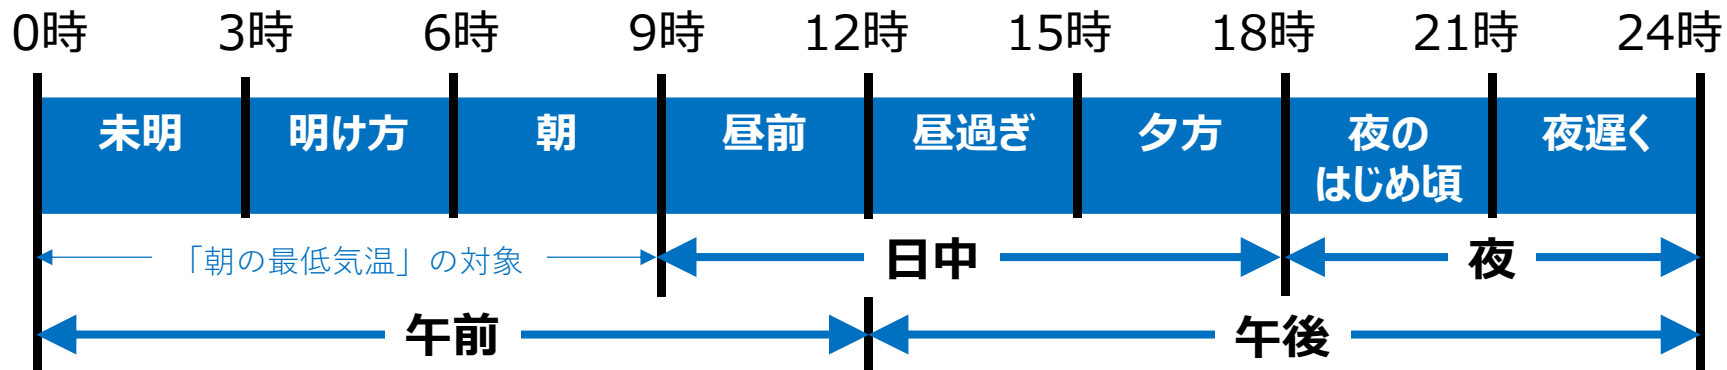 0時 3時 6時 9時 12時 15時 18時 21時 24時
未明 明け方 朝 昼前 昼過ぎ 夕方 夜の 夜遅く
はじめ頃
「朝の最低気温」の対象 日中 夜
午前 午後